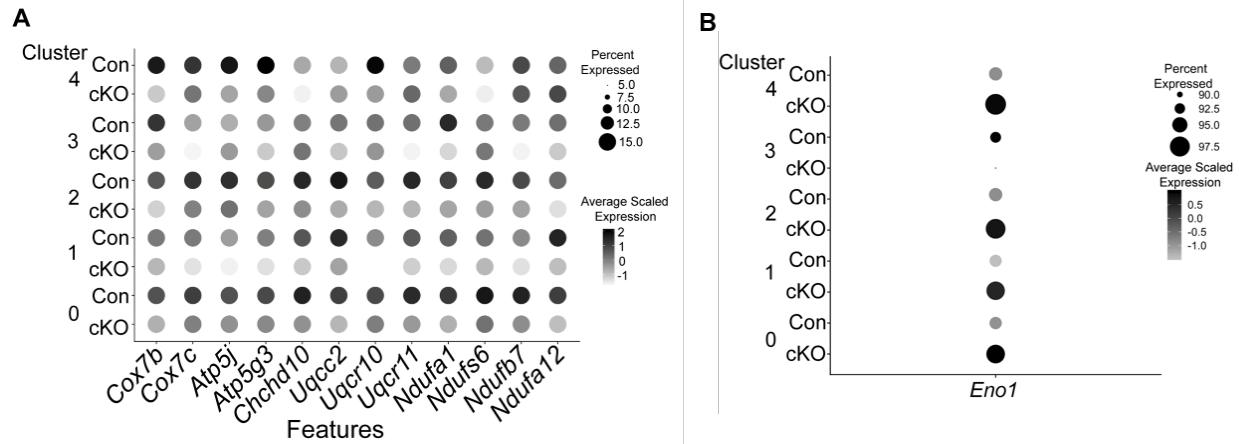 A
Cluster
4
Con
cKO
3
Con
cKO
2
Con
cKO
1
Con
cKO
0
Con
cKO
Cox7b
Cox7c
Atp5j
Atp5g3
Chchd10
Uqcc2
Uqcr10
Uqcr11
Ndufa1
Ndufs6
Ndufb7
Ndufa12
Features
Percent
Expressed
5.0
7.5
10.0
12.5
15.0
Average Scaled
Expression
2
1
0
-1
B
Cluster
4
Con
cKO
3
Con
cKO
2
Con
cKO
1
Con
cKO
0
Con
cKO
Eno1
Percent
Expressed
90.0
92.5
95.0
97.5
Average Scaled
Expression
0.5
0.0
-0.5
-1.0